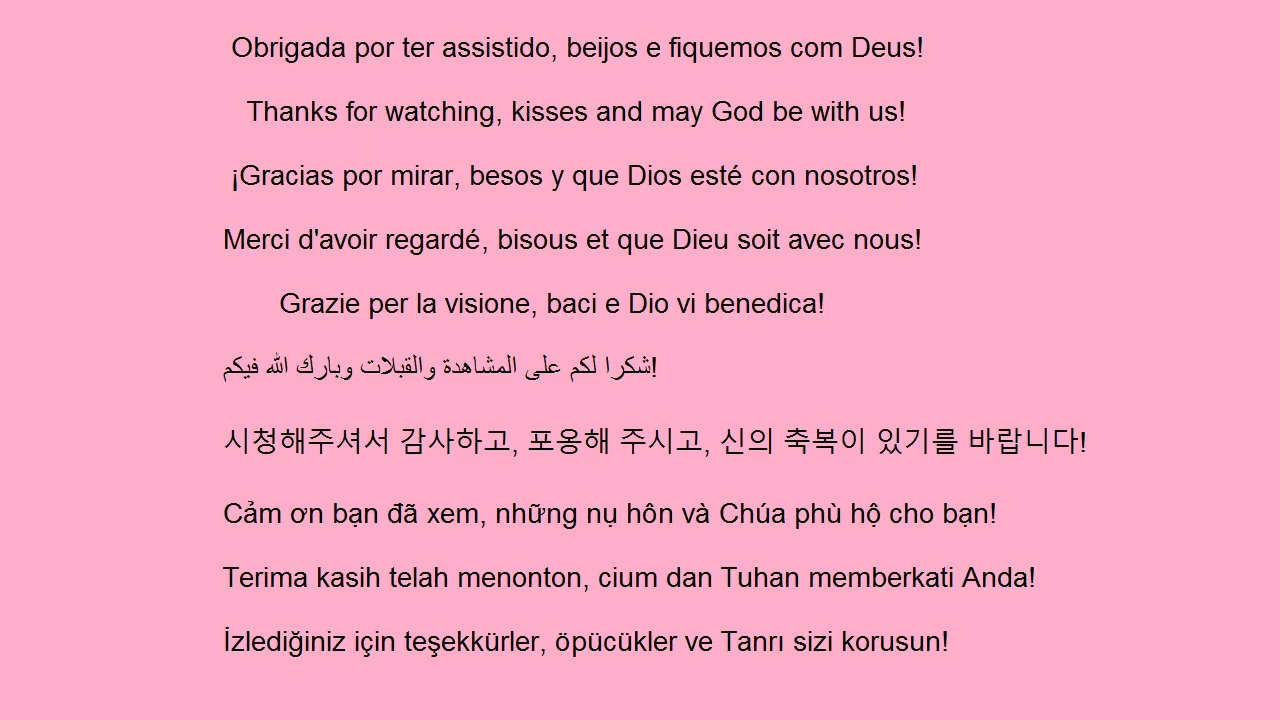 Obrigada por ter assistido, beijos e fiquemos com Deus!
Thanks for watching, kisses and may God be with us!
¡Gracias por mirar, besos y que Dios esté con nosotros!
Merci d'avoir regardé, bisous et que Dieu soit avec nous!
Grazie per la visione, baci e Dio vi benedica!
شكرا لكم على المشاهدة والقبلات وبارك الله فيكم!
시청해주셔서 감사하고, 포옹해 주시고, 신의 축복이 있기를 바랍니다!
Cảm ơn bạn đã xem, những nụ hôn và Chúa phù hộ cho bạn!
Terima kasih telah menonton, cium dan Tuhan memberkati Anda!
İzlediğiniz için teşekkürler, öpücükler ve Tanrı sizi korusun!